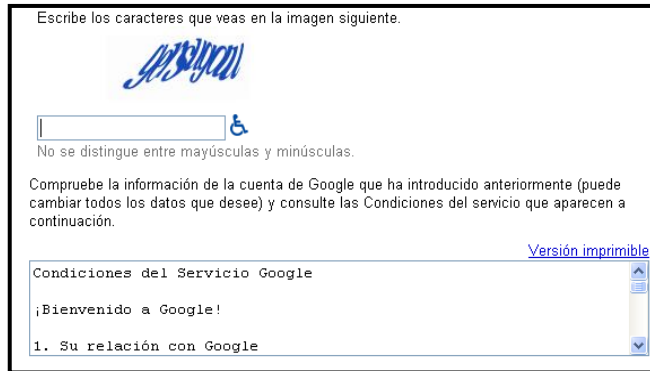 Escribe los caracteres que veas en la imagen siguiente.
No se distingue entre mayúsculas y minúsculas.
Compruebe la información de la cuenta de Google que ha introducido anteriormente (puede
cambiar todos los datos que desee) y consulte las Condiciones del servicio que aparecen a
continuación.
Versión imprimible
Condiciones del Servicio Google
¡Bienvenido a Google!
1. Su relación con Google